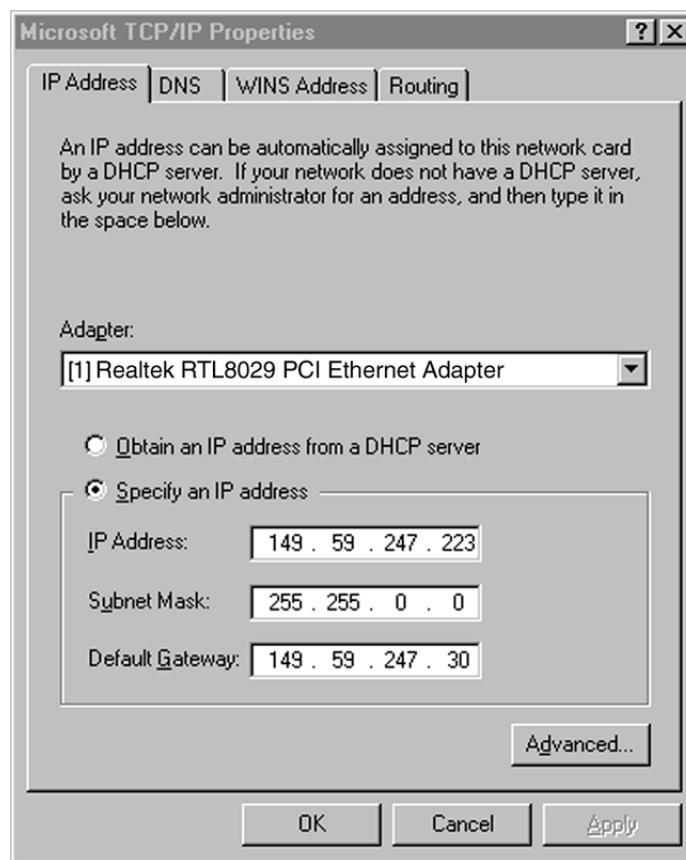 Microsoft TCP/IP Properties
IP Address DNS WINS Address Routing
An IP address can be automatically assigned to this network card
by a DHCP server. If your network does not have a DHCP server,
ask your network administrator for an address, and then type it in
the space below.
Adapter:
[1] Realtek RTL8029 PCI Ethernet Adapter
Obtain an IP address from a DHCP server
Specify an IP address
IP Address: 149 . 59 . 247 . 223
Subnet Mask: 255 . 255 . 0 . 0
Default Gateway: 149 . 59 . 247 . 30
Advanced...
OK Cancel Apply